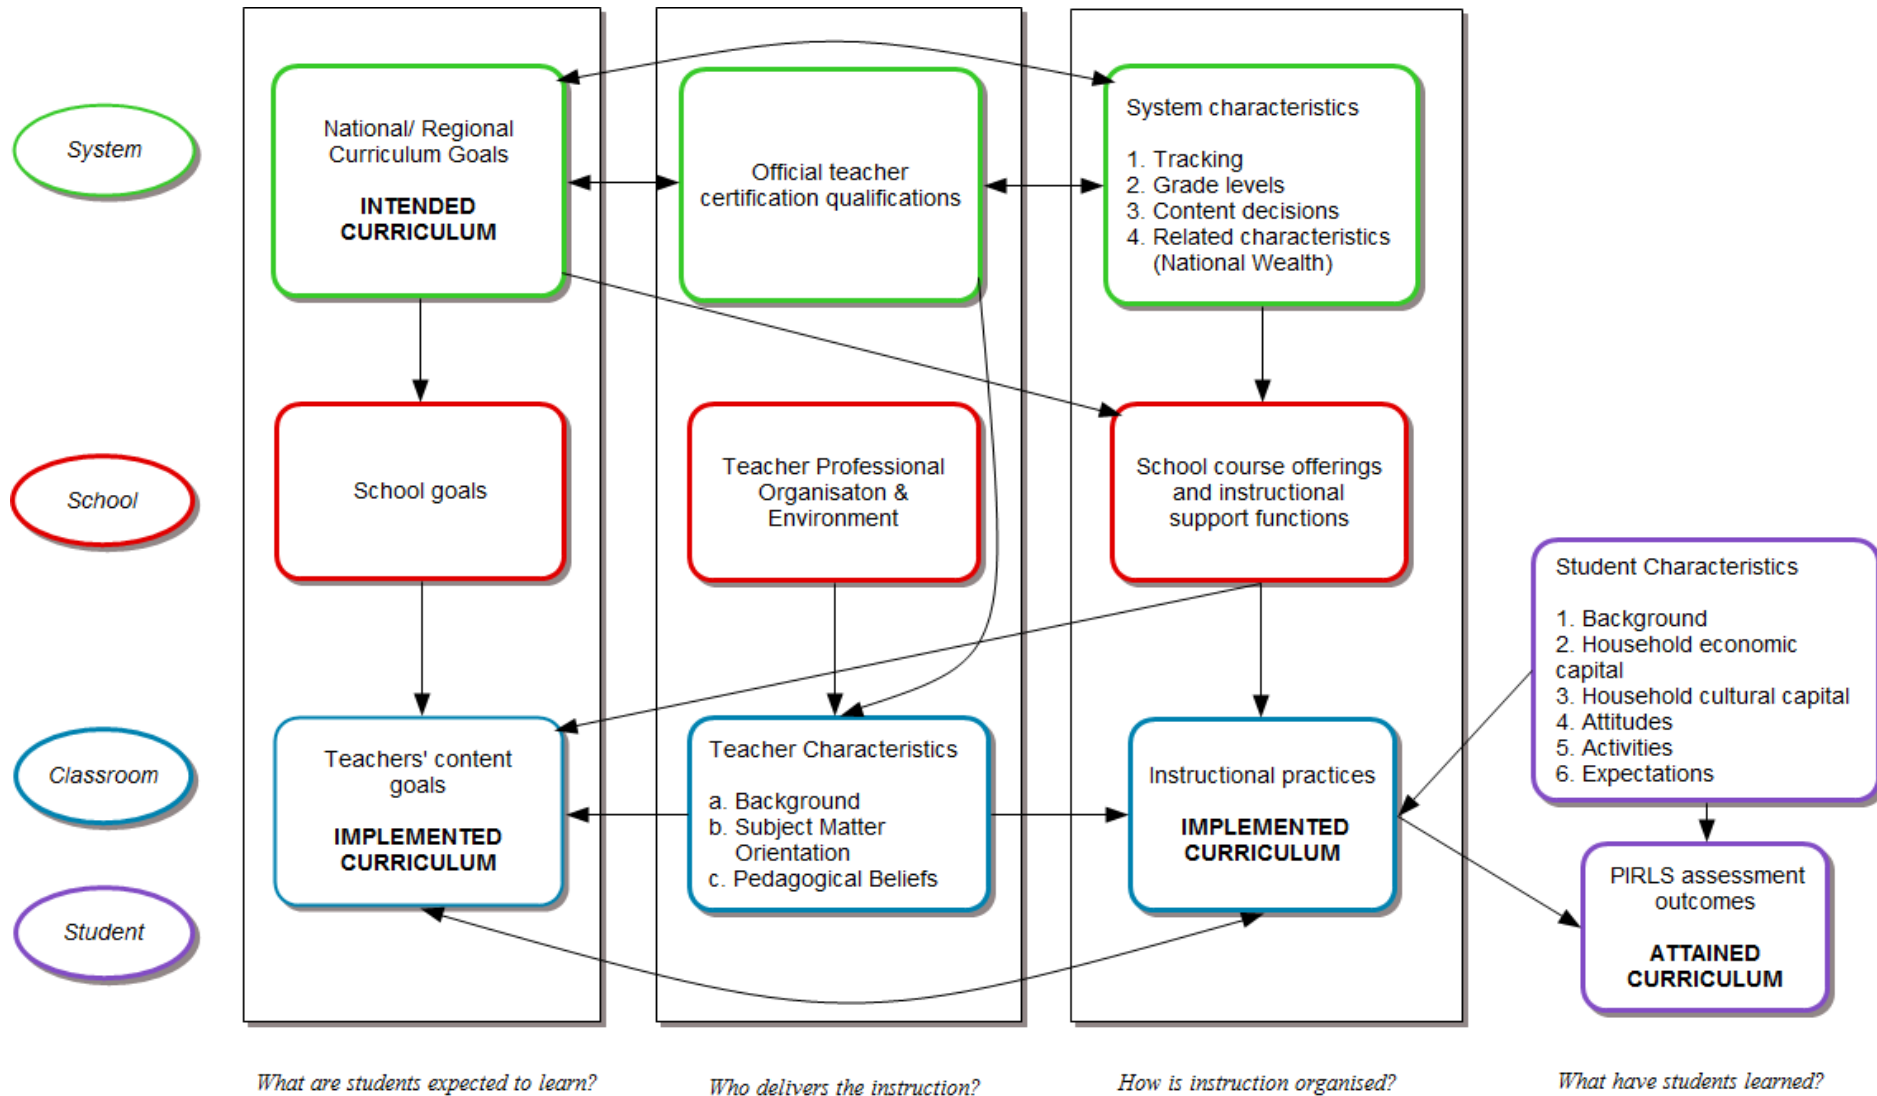 System
National/ Regional
Curriculum Goals
INTENDED
CURRICULUM
Official teacher
certification qualifications
System characteristics
1. Tracking
2. Grade levels
3. Content decisions
4. Related characteristics
(National Wealth)
School
School goals
Teacher Professional
Organisaton &
Environment
School course offerings
and instructional
support functions
Student Characteristics
1. Background
2. Household economic
capital
3. Household cultural capital
4. Attitudes
5. Activities
6. Expectations
Classroom
Teachers' content
goals
IMPLEMENTED
CURRICULUM
Teacher Characteristics
a. Background
b. Subject Matter
Orientation
c. Pedagogical Beliefs
Instructional practices
IMPLEMENTED
CURRICULUM
Student
PIRLS assessment
outcomes
ATTAINED
CURRICULUM
What are students expected to learn?
Who delivers the instruction?
How is instruction organised?
What have students learned?